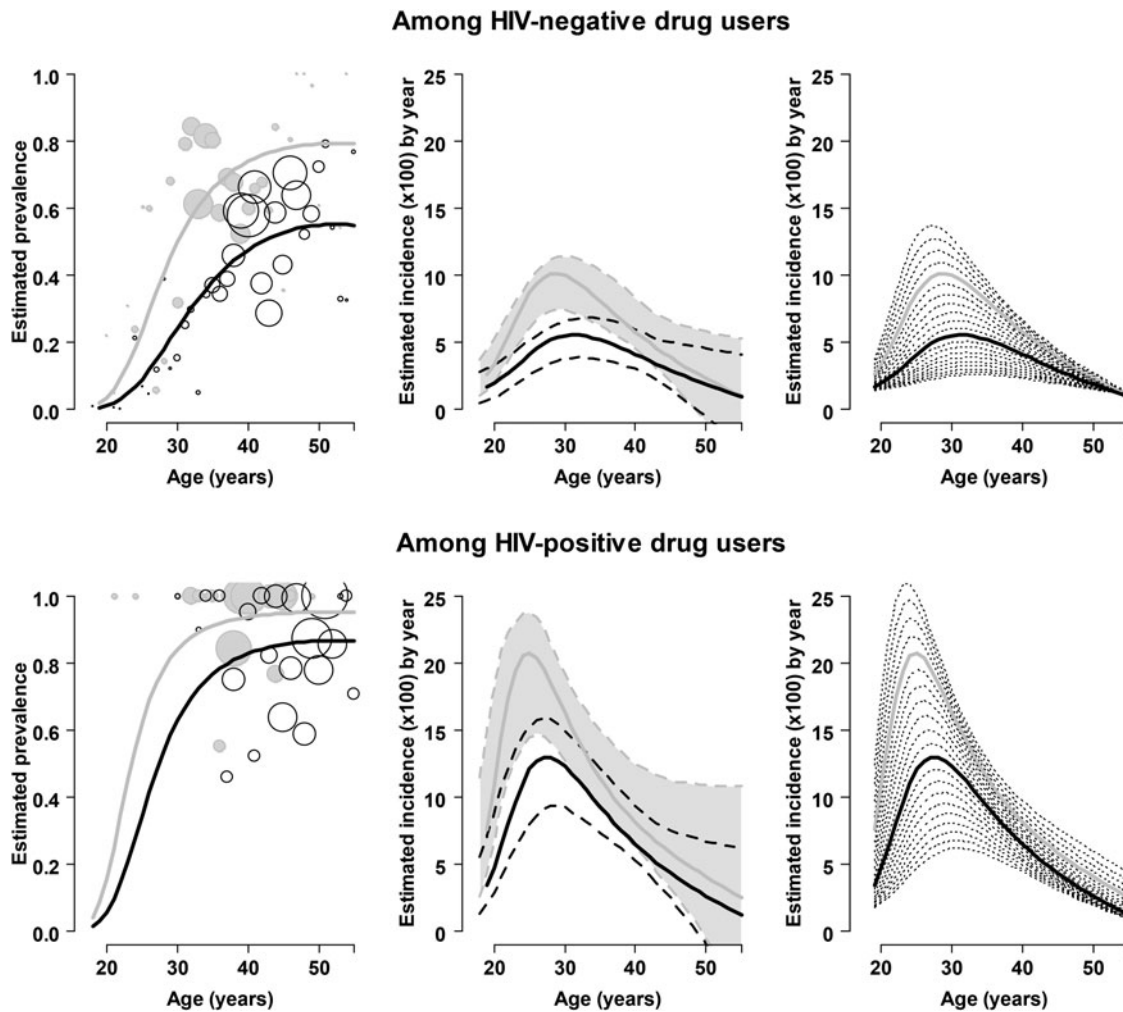 Among HIV-negative drug users
Estimated prevalence
1.0
0.8
0.6
0.4
0.2
0.0
20 30 40 50
Age (years)
Estimated incidence (x100) by year
25
20
15
10
5
0
20 30 40 50
Age (years)
Estimated incidence (x100) by year
25
20
15
10
5
0
20 30 40 50
Age (years)
Among HIV-positive drug users
Estimated prevalence
1.0
0.8
0.6
0.4
0.2
0.0
20 30 40 50
Age (years)
Estimated incidence (x100) by year
25
20
15
10
5
0
20 30 40 50
Age (years)
Estimated incidence (x100) by year
25
20
15
10
5
0
20 30 40 50
Age (years)